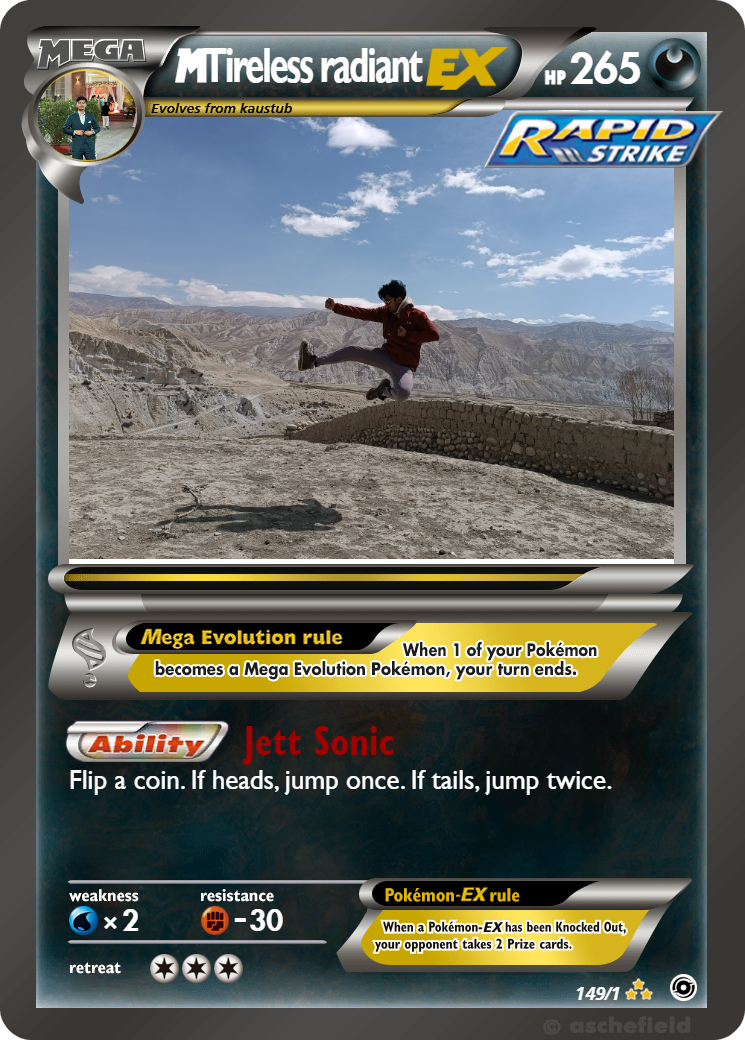 MEGA
MTireless radiant EX
HP 265
Evolves from kaustub
RAPID
STRIKE
Mega Evolution rule
When 1 of your Pokémon
becomes a Mega Evolution Pokémon, your turn ends.
Ability Jett Sonic
Flip a coin. If heads, jump once. If tails, jump twice.
weakness resistance
×2 -30
retreat
Pokémon-EX rule
When a Pokémon-EX has been Knocked Out,
your opponent takes 2 Prize cards.
149/1
© aschefield